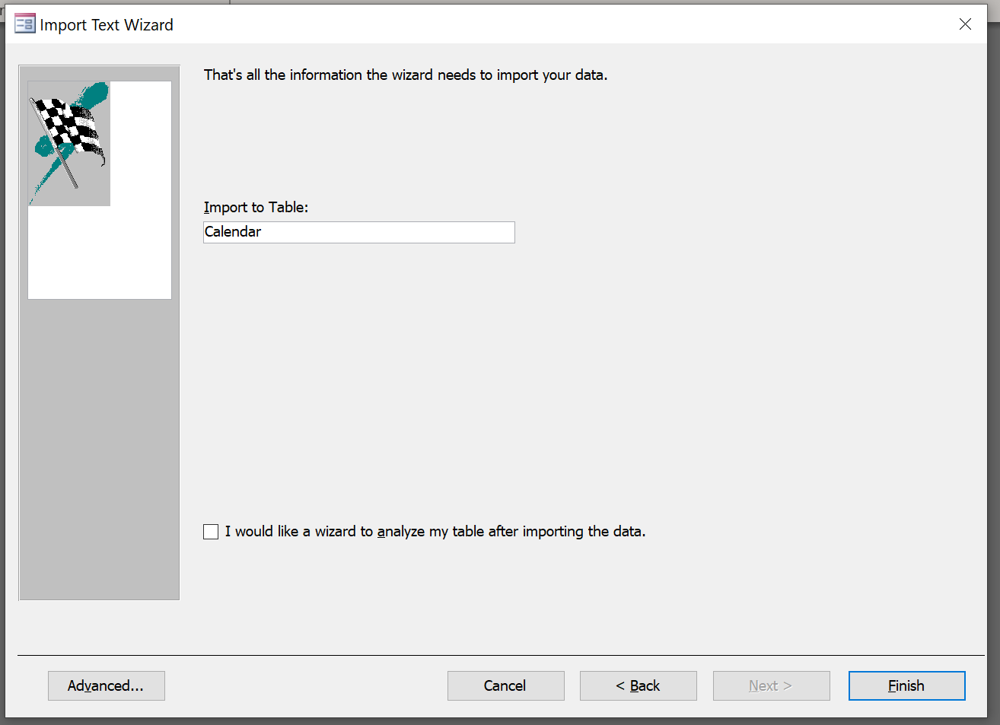 Import Text Wizard
That's all the information the wizard needs to import your data.
Import to Table:
Calendar
I would like a wizard to analyze my table after importing the data.
Advanced...
Cancel
< Back
Next >
Finish